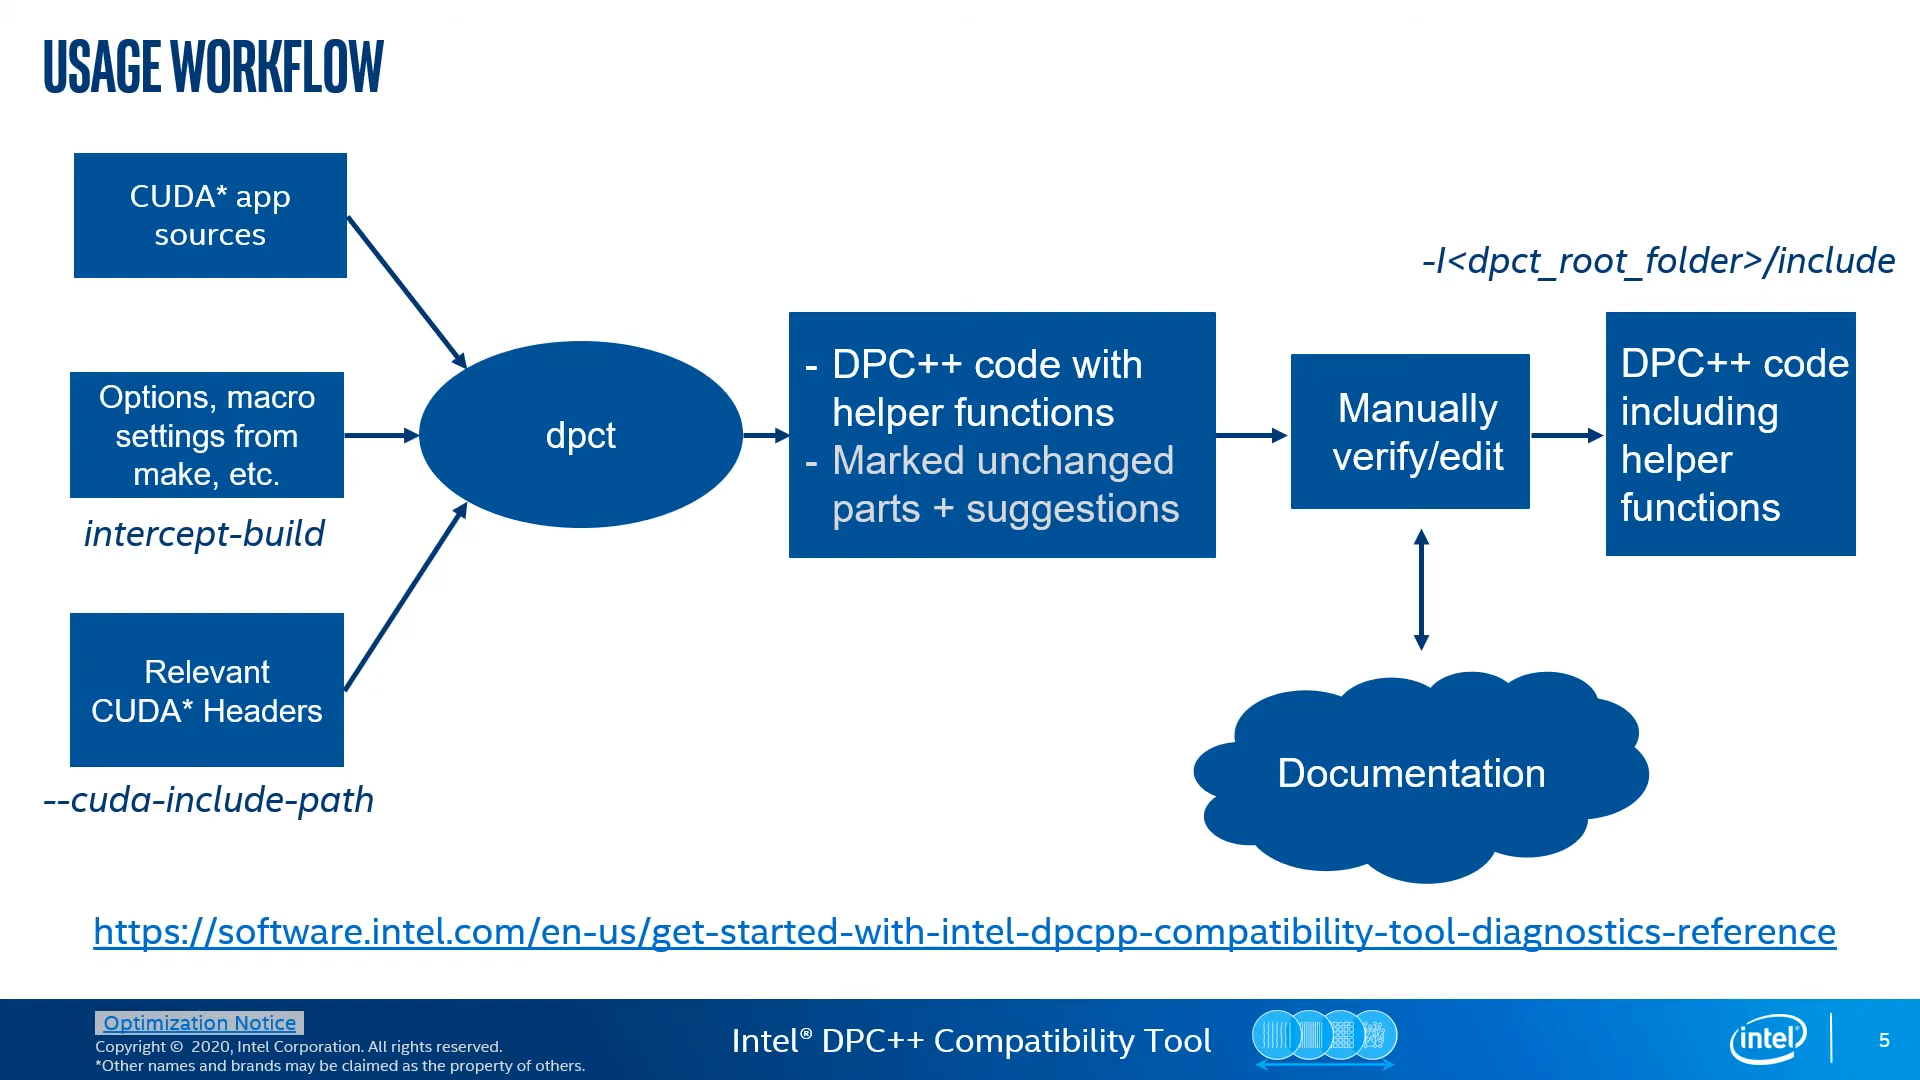 USAGE WORKFLOW
CUDA* app
sources
Options, macro
settings from
make, etc.
intercept-build
Relevant
CUDA* Headers
--cuda-include-path
dpct
- DPC++ code with
helper functions
- Marked unchanged
parts + suggestions
Manually
verify/edit
Documentation
-I<dpct_root_folder>/include
DPC++ code
including
helper
functions
https://software.intel.com/en-us/get-started-with-intel-dpcpp-compatibility-tool-diagnostics-reference
Optimization Notice
Copyright © 2020, Intel Corporation. All rights reserved.
*Other names and brands may be claimed as the property of others.
Intel® DPC++ Compatibility Tool
intel
5